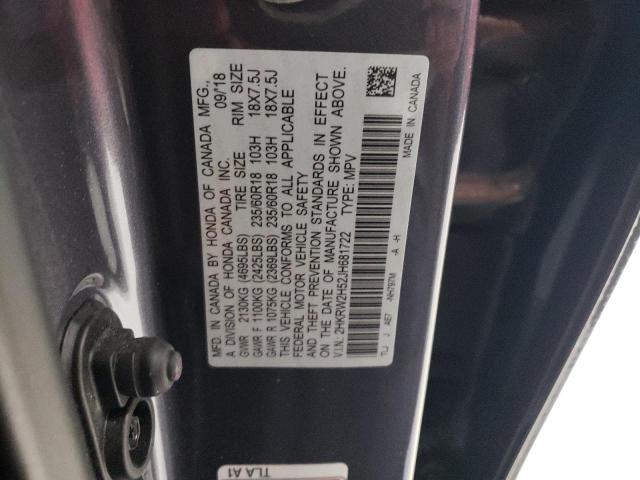 MFD. IN CANADA BY HONDA OF CANADA MFG.,
A DIVISION OF HONDA CANADA INC. 09/18
GVWR 2130KG (4695LBS) TIRE SIZE RIM SIZE
GAWR F 1100KG (2425LBS) 235/60R18 103H 18X7.5J
GAWR R 1075KG (2369LBS) 235/60R18 103H 18X7.5J
THIS VEHICLE CONFORMS TO ALL APPLICABLE
FEDERAL MOTOR VEHICLE SAFETY
AND THEFT PREVENTION STANDARDS IN EFFECT
ON THE DATE OF MANUFACTURE SHOWN ABOVE.
V.I.N.: 2HKRW2H52JH681722 TYPE: MPV
TLJ J AE7 -NH797M -A -H
MADE IN CANADA
TLA A1